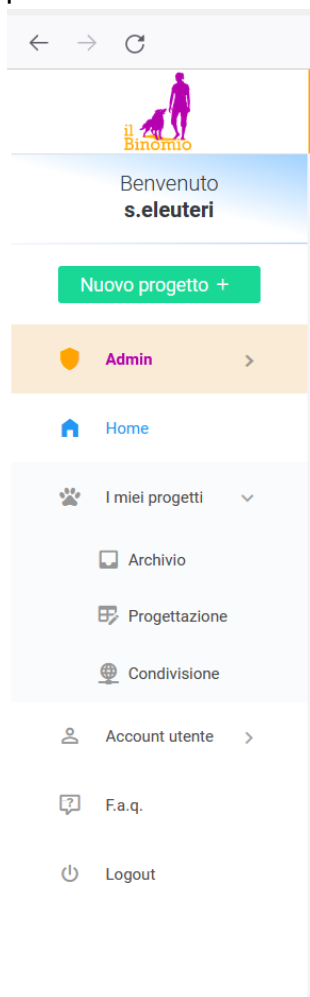 il
Binomio
Benvenuto
s.eleuteri
Nuovo progetto +
Admin
Home
I miei progetti
Archivio
Progettazione
Condivisione
Account utente
F.a.q.
Logout